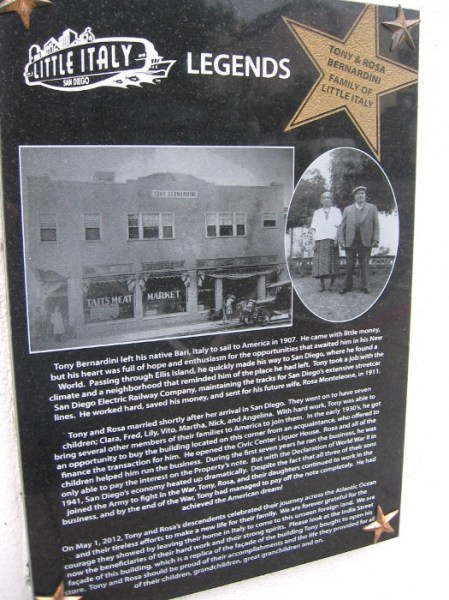 LITTLE ITALY
SAN DIEGO
LEGENDS
TONY & ROSA
BERNARDINI
FAMILY OF
LITTLE ITALY
TONY BERNARDINI
TAITS MEAT MARKET
Tony Bernardini left his native Bari, Italy to sail to America in 1907. He came with little money,
but his heart was full of hope and enthusiasm for the opportunities that awaited him in his New
World. Passing through Ellis Island, he quickly made his way to San Diego, where he found a
climate and a neighborhood that reminded him of the place he had left. Tony took a job with the
San Diego Electric Railway Company, maintaining the tracks for San Diego's extensive streetcar
lines. He worked hard, saved his money, and sent for his future wife, Rosa Monteleone, in 1911.
Tony and Rosa married shortly after her arrival in San Diego. They went on to have seven
children; Clara, Fred, Lily, Vito, Martha, Nick, and Angelina. With hard work, Tony was able to
bring several other members of their families to America to join them. In the early 1930's, he got
an opportunity to buy the building located on this corner from an acquaintance, who offered to
finance the transaction for him. He opened the Civic Center Liquor House. Rosa and all of the
children helped him run the business. During the first seven years he owned the business, he was
only able to pay the interest on the Property's note. But with the Declaration of World War II in
1941, San Diego's economy heated up dramatically. Despite the fact that all three of their sons
joined the Army to fight in the War, Tony, Rosa, and their daughters continued to work in the
business, and by the end of the War, Tony had managed to pay off the note completely. He had
achieved the American dream!
On May 1, 2012, Tony and Rosa's descendents celebrated their journey across the Atlantic Ocean
and their tireless efforts to make a new life for their family. We are forever grateful for the
courage they showed by leaving their home in Italy to come to this unseen foreign land. We are
now the beneficiaries of their hard work and their strong spirits. Please look at the India Street
façade of this building, which is a replica of the façade of the building Tony bought to open his
store. Tony and Rosa should be proud of their accomplishments and the life they provided for all
of their children, grandchildren, great granchildren and on.